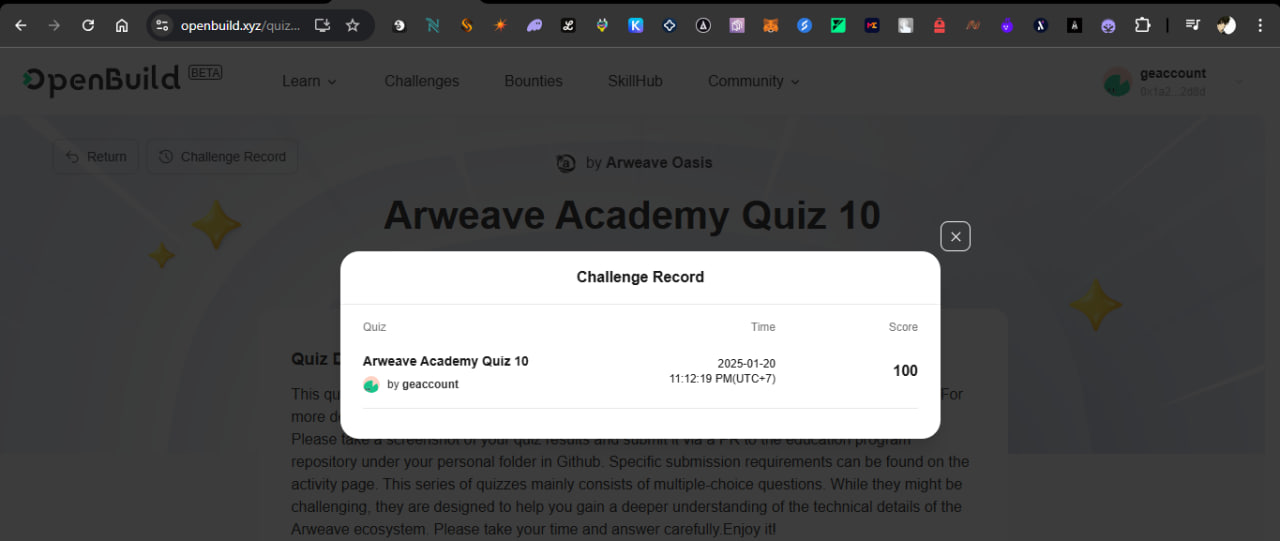 openbuild.xyz/quiz...
OpenBuild BETA
Learn
Challenges
Bounties
SkillHub
Community
geaccount
0x1a2...2d8d
Return
Challenge Record
by Arweave Oasis
Arweave Academy Quiz 10
Challenge Record
Quiz Time Score
Arweave Academy Quiz 10
by geaccount
2025-01-20
11:12:19 PM(UTC+7)
100
Quiz D
This qu
For
more de
Please take a screenshot of your quiz results and submit it via a PR to the education program
repository under your personal folder in Github. Specific submission requirements can be found on the
activity page. This series of quizzes mainly consists of multiple-choice questions. While they might be
challenging, they are designed to help you gain a deeper understanding of the technical details of the
Arweave ecosystem. Please take your time and answer carefully.Enjoy it!